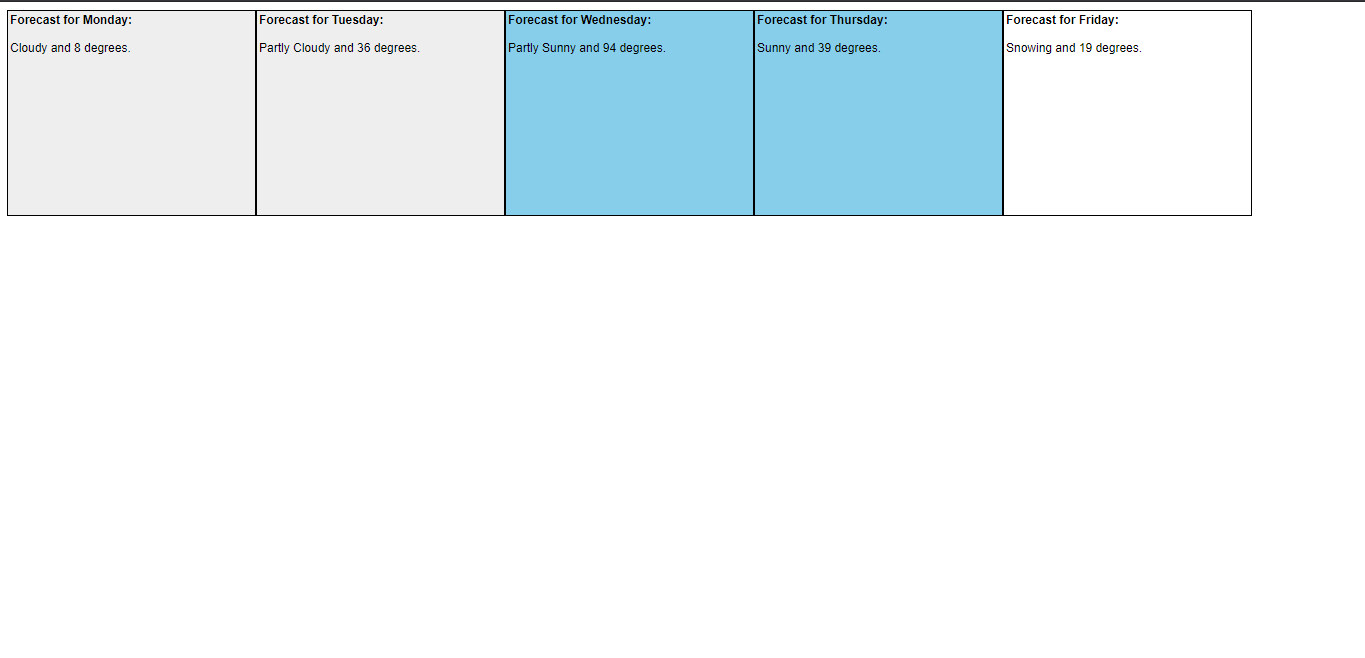 Forecast for Monday:
Cloudy and 8 degrees.
Forecast for Tuesday:
Partly Cloudy and 36 degrees.
Forecast for Wednesday:
Partly Sunny and 94 degrees.
Forecast for Thursday:
Sunny and 39 degrees.
Forecast for Friday:
Snowing and 19 degrees.